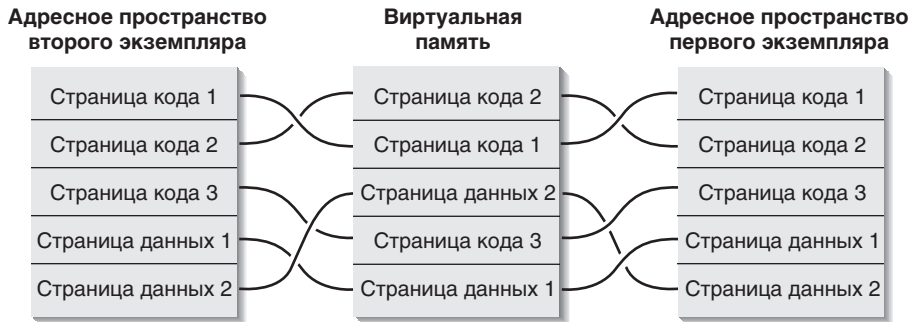 Адресное пространство
второго экземпляра
Страница кода 1
Страница кода 2
Страница кода 3
Страница данных 1
Страница данных 2
Виртуальная
память
Страница кода 2
Страница кода 1
Страница данных 2
Страница кода 3
Страница данных 1
Адресное пространство
первого экземпляра
Страница кода 1
Страница кода 2
Страница кода 3
Страница данных 1
Страница данных 2